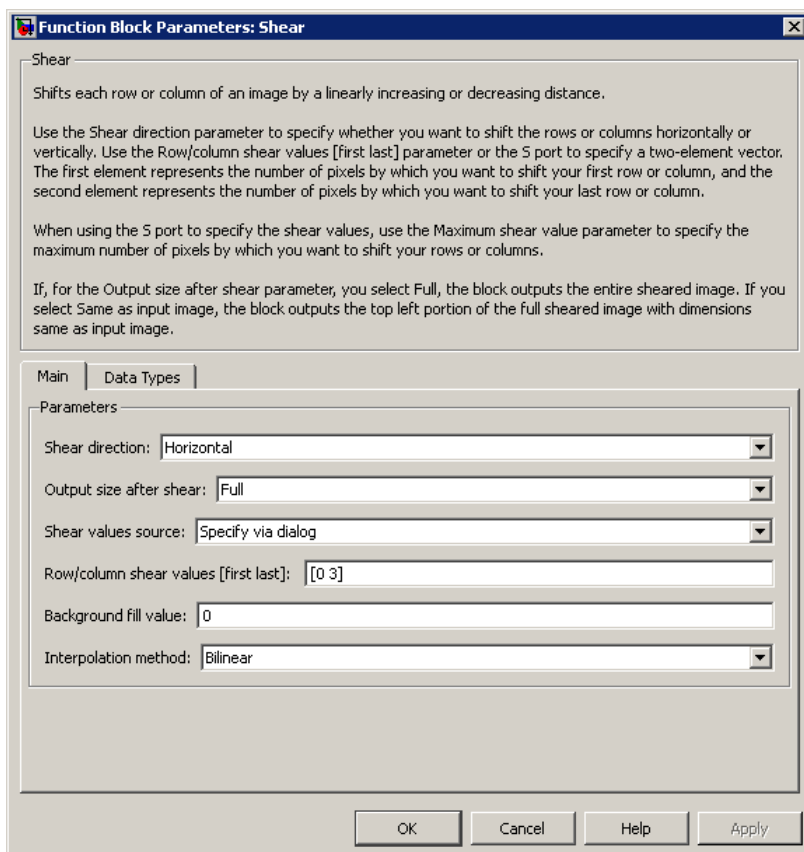 Function Block Parameters: Shear
Shear
Shifts each row or column of an image by a linearly increasing or decreasing distance.
Use the Shear direction parameter to specify whether you want to shift the rows or columns horizontally or
vertically. Use the Row/column shear values [first last] parameter or the S port to specify a two-element vector.
The first element represents the number of pixels by which you want to shift your first row or column, and the
second element represents the number of pixels by which you want to shift your last row or column.
When using the S port to specify the shear values, use the Maximum shear value parameter to specify the
maximum number of pixels by which you want to shift your rows or columns.
If, for the Output size after shear parameter, you select Full, the block outputs the entire sheared image. If you
select Same as input image, the block outputs the top left portion of the full sheared image with dimensions
same as input image.
Main Data Types
Parameters
Shear direction: Horizontal
Output size after shear: Full
Shear values source: Specify via dialog
Row/column shear values [first last]: [0 3]
Background fill value: 0
Interpolation method: Bilinear
OK Cancel Help Apply